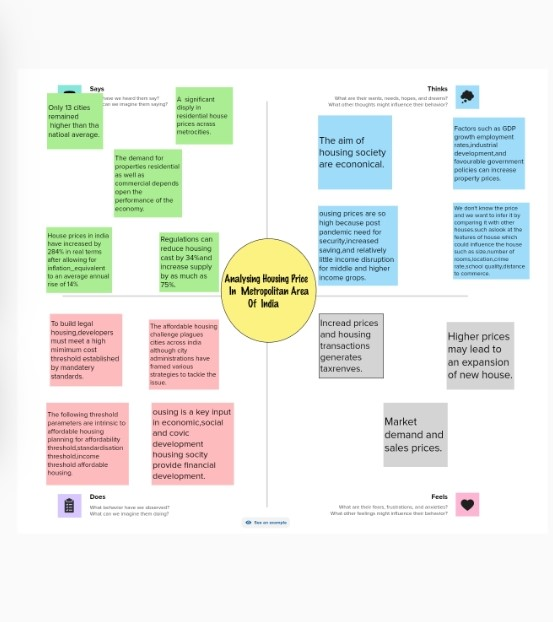 Says
have we heard them say?
can we imagine them saying?
Only 13 cities
remained
higher than tha
natioal average.
A significant
disply in
residential house
prices across
metrocities.
The demand for
properties residental
as well as
commercial depends
open the
performance of the
economy.
House prices in india
have increased by
284% in real terms
after allowing for
inflation,_equivalent
to an average annual
rise of 14%.
Regulations can
reduce housing
cost by 34%and
increase supply
by as much as
75%.
Thinks
What are their wants, needs, hopes, and dreams?
What other thoughts might influence their behavior?
The aim of
housing society
are econonical.
Factors such as GDP
growth employment
rates,industrial
development,and
favourable government
policies can increase
property prices.
ousing prices are so
high because post
pandemic need for
security,increased
saving,and relatively
little income disruption
for middle and higher
income grops.
We don't know the price
and we want to infer it by
comparing it with other
houses such aslook at the
features of house which
could influence the house
such as size,number of
rooms,location,crime
rate,school quality,distance
to commerce.
Analysing Housing Price
In Metropolitan Area
Of India
To build legal
housing,developers
must meet a high
mimimum cost
threshold established
by mandatery
standards.
The affordable housing
challenge plagues
cities across india
although city
administrations have
framed various
strategies to tackle the
issue.
The following threshold
parameters are intrinsic to
affordable housing
planning for affordability
threshold,standardisation
threshold,income
threshold affordable
housing.
ousing is a key input
in economic,social
and covic
development
housing socity
provide financial
development.
Does
What behavior have we observed?
What can we imagine them doing?
Incread prices
and housing
transactions
generates
taxrenves.
Higher prices
may lead to
an expansion
of new house.
Market
demand and
sales prices.
Feels
What are their fears, frustrations, and anxieties?
What other feelings might influence their behavior?
See an example